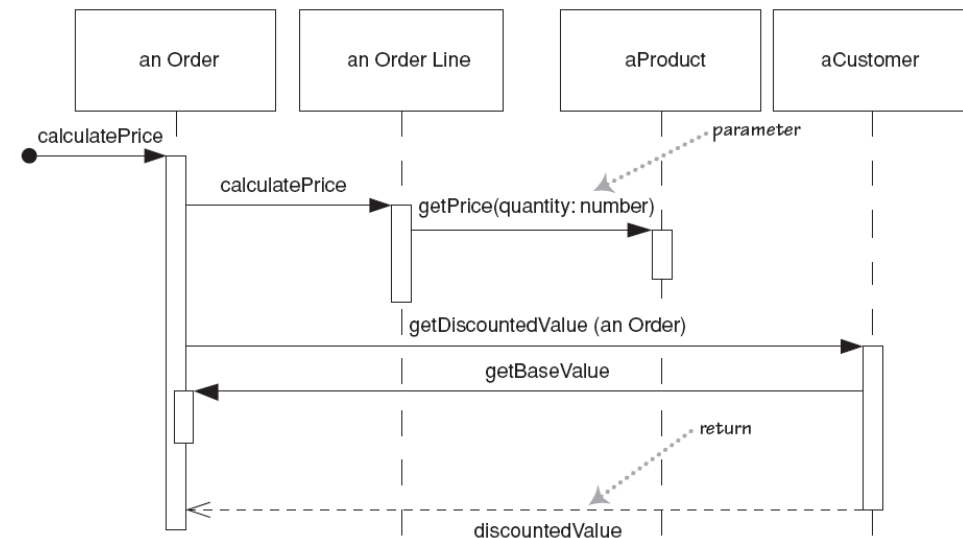 an Order
an Order Line
aProduct
aCustomer
calculatePrice
parameter
calculatePrice
getPrice(quantity: number)
getDiscountedValue (an Order)
getBaseValue
return
discountedValue